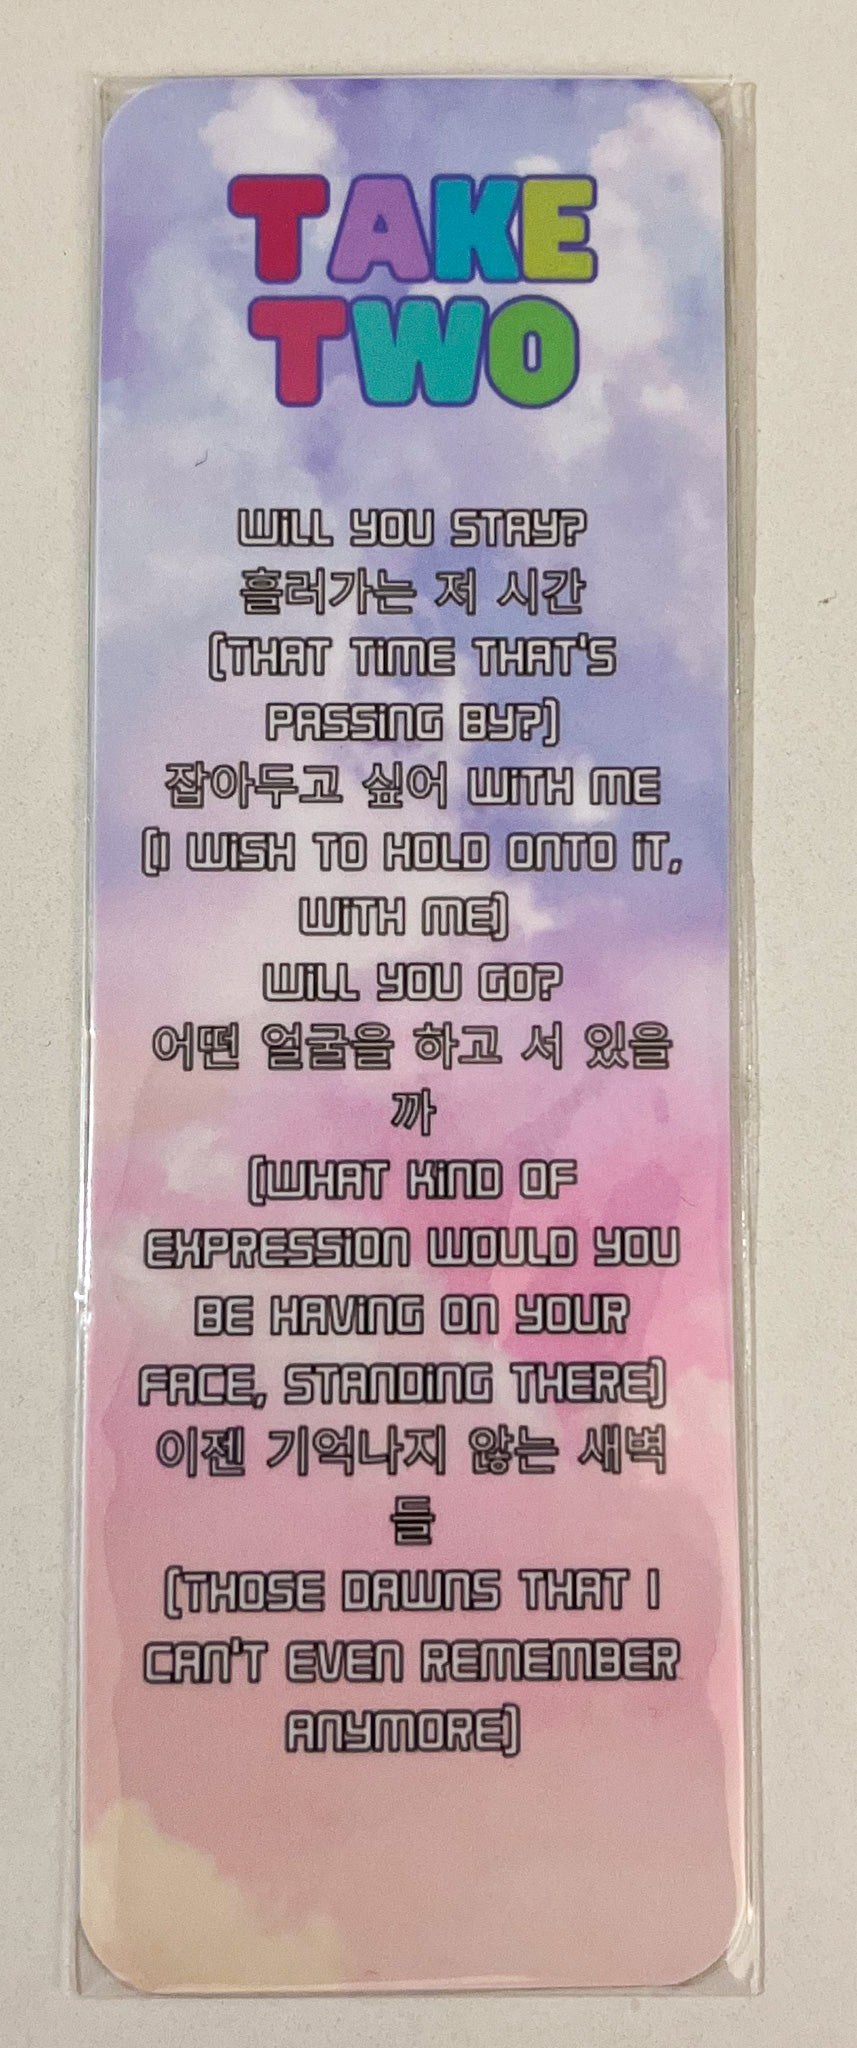 TAKE
TWO
WILL YOU STAY?
흘러가는 저 시간
(THAT TIME THAT'S
PASSING BY?)
잡아두고 싶어 WITH ME
(I WISH TO HOLD ONTO IT,
WITH ME)
WILL YOU GO?
어떤 얼굴을 하고 서 있을
까
(WHAT KIND OF
EXPRESSION WOULD YOU
BE HAVING ON YOUR
FACE, STANDING THERE)
이젠 기억나지 않는 새벽
들
(THOSE DAWNS THAT I
CAN'T EVEN REMEMBER
ANYMORE)